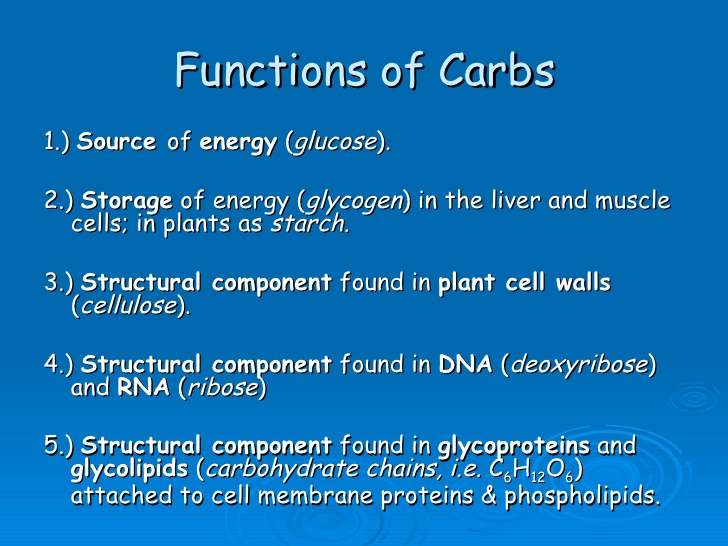 Functions of Carbs
1.) Source of energy (glucose).
2.) Storage of energy (glycogen) in the liver and muscle
cells; in plants as starch.
3.) Structural component found in plant cell walls
(cellulose).
4.) Structural component found in DNA (deoxyribose)
and RNA (ribose)
5.) Structural component found in glycoproteins and
glycolipids (carbohydrate chains, i.e. C₆H₁₂O₆)
attached to cell membrane proteins & phospholipids.